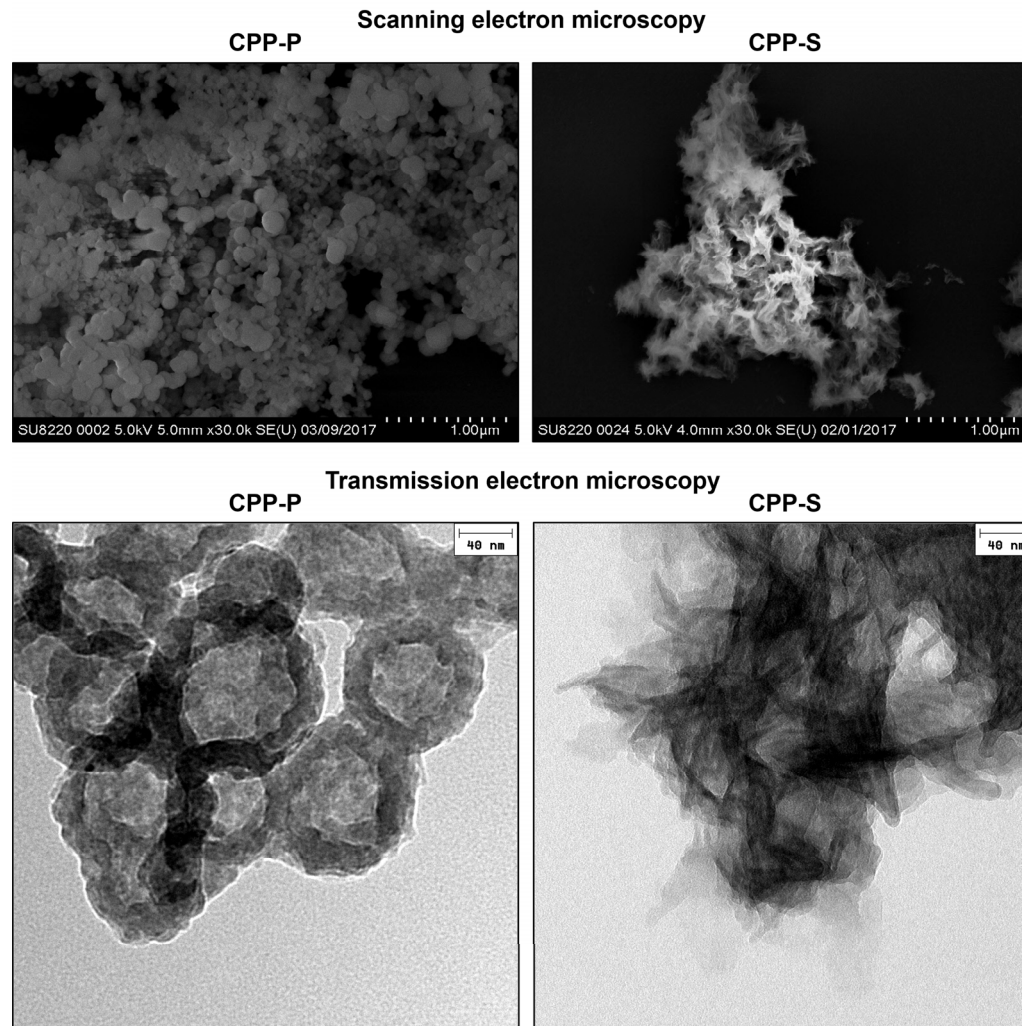 Scanning electron microscopy
CPP-P
CPP-S
SU8220 0002 5.0kV 5.0mm x30.0k SE(U) 03/09/2017 1.00µm
SU8220 0024 5.0kV 4.0mm x30.0k SE(U) 02/01/2017 1.00µm
Transmission electron microscopy
CPP-P
CPP-S
40 nm
40 nm